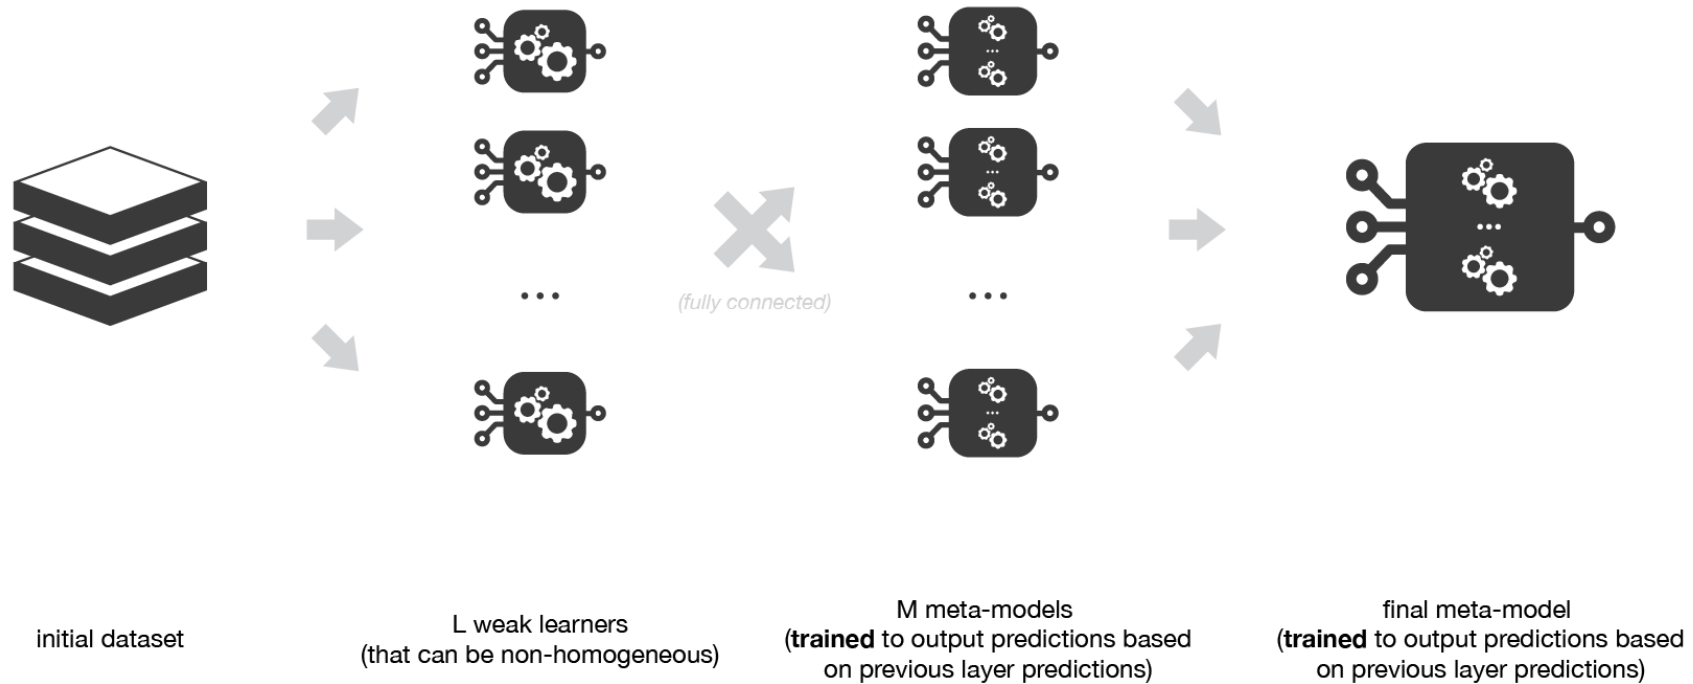 (fully connected)
initial dataset
L weak learners
(that can be non-homogeneous)
M meta-models
(trained to output predictions based
on previous layer predictions)
final meta-model
(trained to output predictions based
on previous layer predictions)